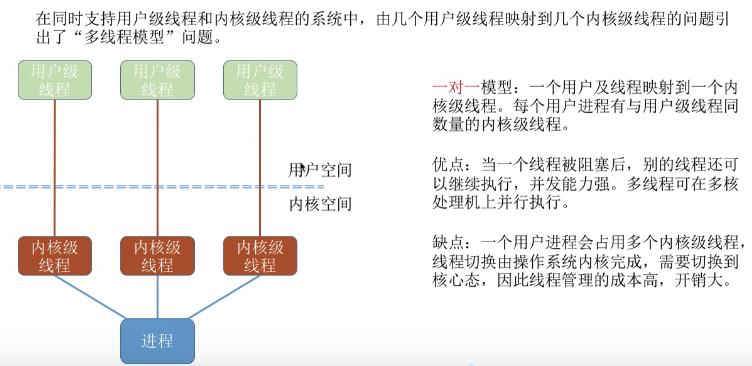 在同时支持用户级线程和内核级线程的系统中，由几个用户级线程映射到几个内核级线程的问题引
出了“多线程模型”问题。
用户级
线程
用户级
线程
用户级
线程
一对一模型：一个用户及线程映射到一个内
核级线程。每个用户进程有与用户级线程同
数量的内核级线程。
优点：当一个线程被阻塞后，别的线程还可
以继续执行，并发能力强。多线程可在多核
处理机上并行执行。
用户空间
内核空间
内核级
线程
内核级
线程
内核级
线程
缺点：一个用户进程会占用多个内核级线程，
线程切换由操作系统内核完成，需要切换到
核心态，因此线程管理的成本高，开销大。
进程